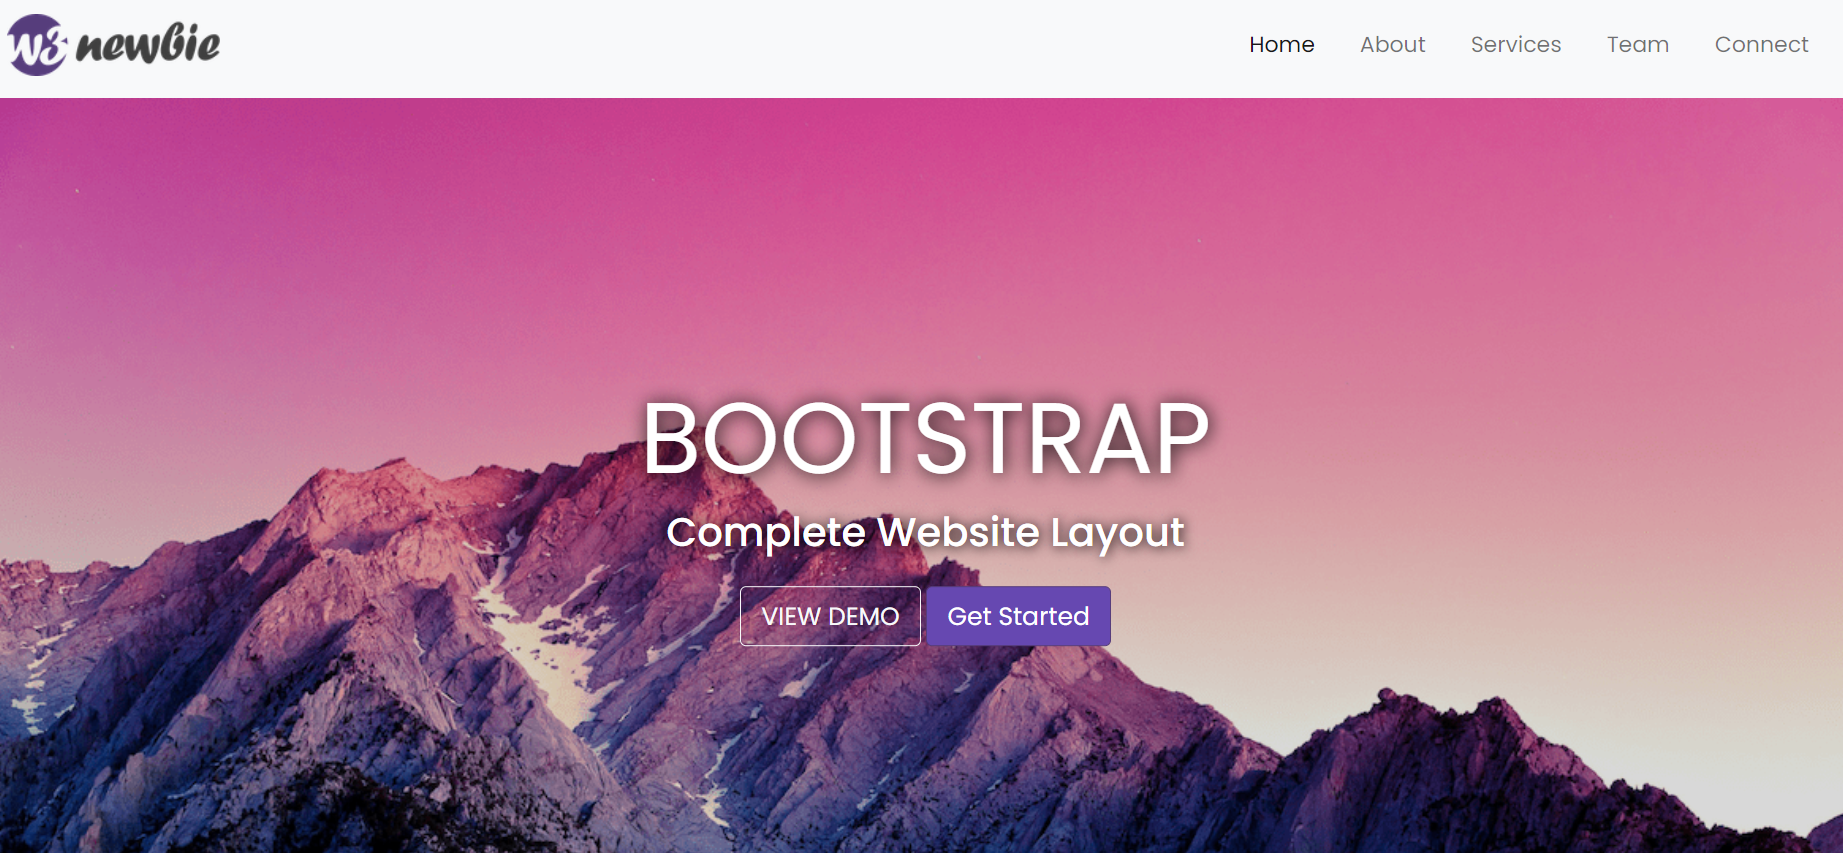 W3 newbie
Home About Services Team Connect
BOOTSTRAP
Complete Website Layout
VIEW DEMO Get Started